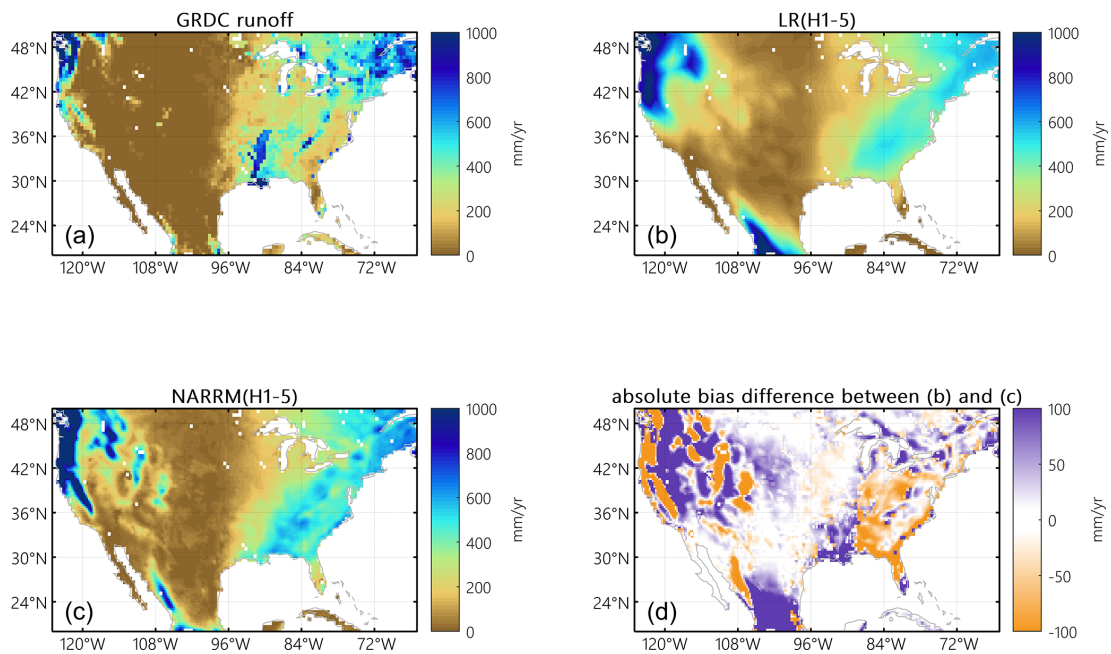 GRDC runoff
48°N
42°N
36°N
30°N
24°N
120°W
108°W
96°W
84°W
72°W
(a)
1000
800
600
400
200
0
mm/yr
LR(H1-5)
48°N
42°N
36°N
30°N
24°N
120°W
108°W
96°W
84°W
72°W
(b)
1000
800
600
400
200
0
mm/yr
NARRM(H1-5)
48°N
42°N
36°N
30°N
24°N
120°W
108°W
96°W
84°W
72°W
(c)
1000
800
600
400
200
0
mm/yr
absolute bias difference between (b) and (c)
48°N
42°N
36°N
30°N
24°N
120°W
108°W
96°W
84°W
72°W
(d)
100
50
0
-50
-100
mm/yr